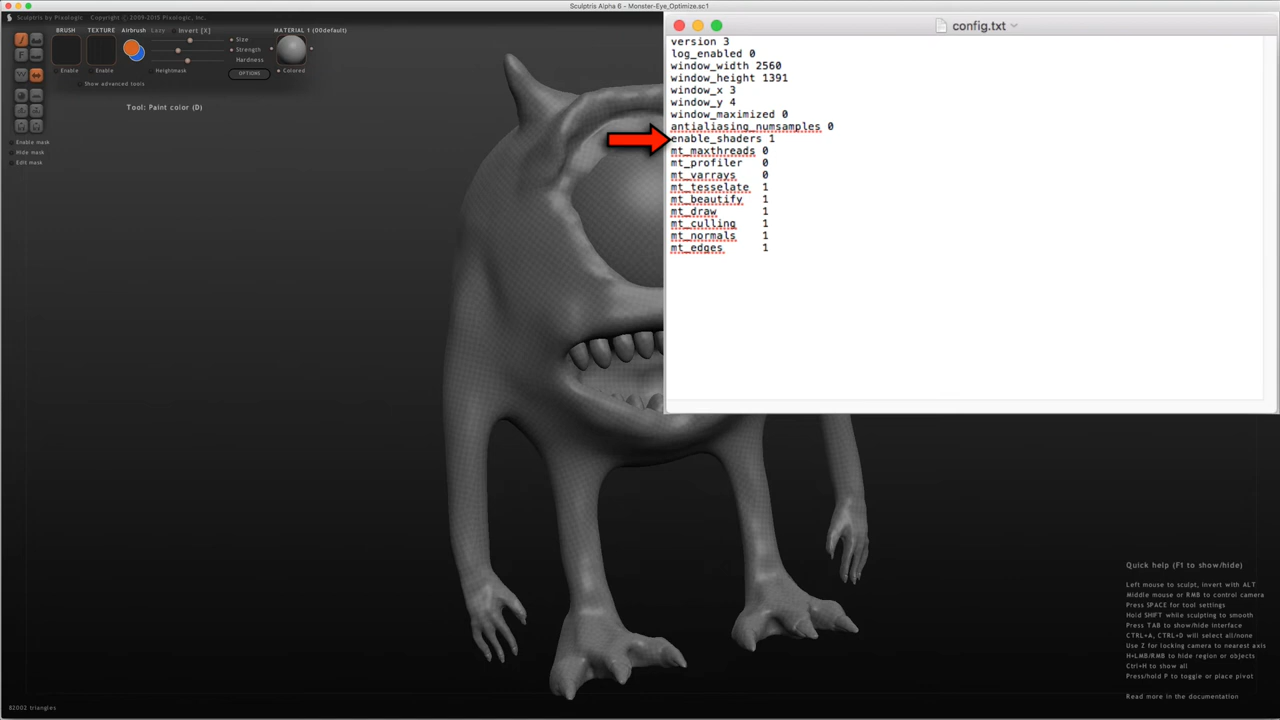 Sculptris Alpha 6 - Monster-Eye_Optimize.sc1
Sculptris by Pixologic Copyright © 2009-2015 Pixologic, Inc.
BRUSH TEXTURE Airbrush Lazy Invert [X] MATERIAL 1 (00default)
Size
Strength
Hardness
Enable Enable Heightmask OPTIONS Colored
Show advanced tools
Tool: Paint color (D)
Enable mask
Hide mask
Edit mask
config.txt
version 3
log_enabled 0
window_width 2560
window_height 1391
window_x 3
window_y 4
window_maximized 0
antialiasing_numsamples 0
enable_shaders 1
mt_maxthreads 0
mt_profiler 0
mt_varrays 0
mt_tesselate 1
mt_beautify 1
mt_draw 1
mt_culling 1
mt_normals 1
mt_edges 1
Quick help (F1 to show/hide)
Left mouse to sculpt, invert with ALT
Middle mouse or RMB to control camera
Press SPACE for tool settings
Hold SHIFT while sculpting to smooth
Press TAB to show/hide interface
CTRL+A, CTRL+D will select all/none
Use Z for locking camera to nearest axis
H+LMB/RMB to hide region or objects
Ctrl+H to show all
Press/hold P to toggle or place pivot
Read more in the documentation
82002 triangles